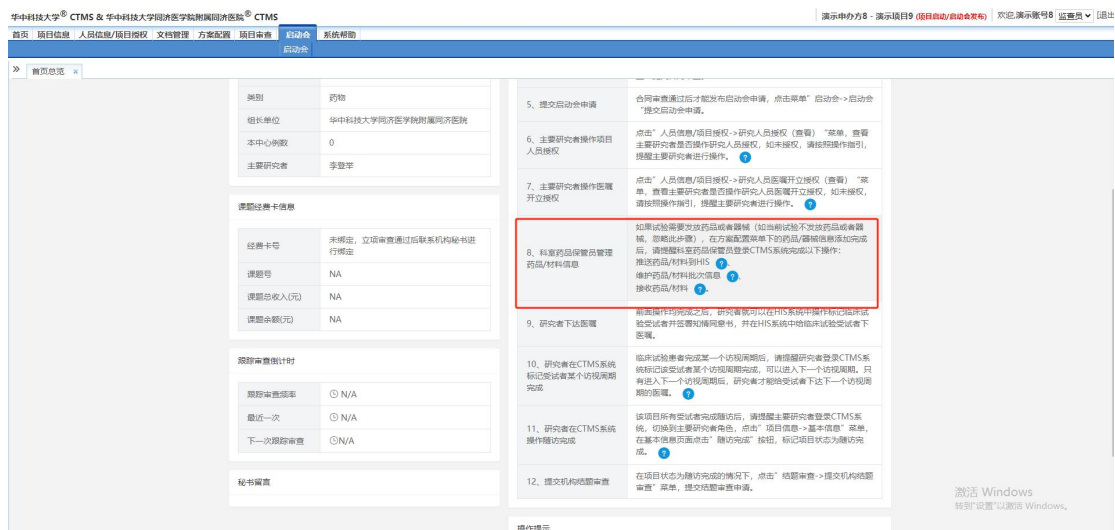 华中科技大学® CTMS & 华中科技大学同济医学院附属同济医院® CTMS
演示申办方8 - 演示项目9 (项目启动/启动会发布) 欢迎,演示账号8 监查员 [退出
首页 项目信息 人员信息/项目授权 文档管理 方案配置 项目审查 启动会 系统帮助
启动会
首页总览 ×
类别 药物
组长单位 华中科技大学同济医学院附属同济医院
本中心例数 0
主要研究者 李登举
课题经费卡信息
经费卡号 未绑定，立项审查通过后联系机构秘书进
行绑定
课题号 NA
课题总收入(元) NA
课题余额(元) NA
跟踪审查倒计时
跟踪审查频率 N/A
最近一次 N/A
下一次跟踪审查 N/A
秘书留言
5、提交启动会申请
合同审查通过后才能发布启动会申请，点击菜单”启动会->启动会
“提交启动会申请。
6、主要研究者操作项目
人员授权
点击”人员信息/项目授权->研究人员授权（查看）“菜单，查看
主要研究者是否操作研究人员授权，如未授权，请按照操作指引，
提醒主要研究者进行操作。 ?
7、主要研究者操作医嘱
开立授权
点击”人员信息/项目授权->研究人员医嘱开立授权（查看）“菜
单，查看主要研究者是否操作研究人员医嘱开立授权，如未授权，
请按照操作指引，提醒主要研究者进行操作。 ?
8、科室药品保管员管理
药品/材料信息
如果试验需要发放药品或者器械（如当前试验不发放药品或者器
械，忽略此步骤），在方案配置菜单下的药品/器械信息添加完成
后，请提醒科室药品保管员登录CTMS系统完成以下操作：
推送药品/材料到HIS ?、
维护药品/材料批次信息 ?、
接收药品/材料 ?。
9、研究者下达医嘱
前面操作均完成之后，研究者就可以在HIS系统中操作标记临床试
验受试者并签署知情同意书，并在HIS系统中给临床试验受试者下
医嘱。
10、研究者在CTMS系统
标记受试者某个访视周期
完成
临床试验患者完成某一个访视周期后，请提醒研究者登录CTMS系
统标记该受试者某个访视周期完成，可以进入下一个访视周期。只
有进入下一个访视周期后，研究者才能给受试者下达下一个访视周
期的医嘱。 ?
11、研究者在CTMS系统
操作随访完成
该项目所有受试者完成随访后，请提醒主要研究者登录CTMS系
统，切换到主要研究者角色，点击”项目信息->基本信息”菜单，
在基本信息页面点击”随访完成”按钮，标记项目状态为随访完
成。 ?
12、提交机构结题审查
在项目状态为随访完成的情况下，点击”结题审查->提交机构结题
审查”菜单，提交结题审查申请。
操作提示
激活 Windows
转到“设置”以激活 Windows。